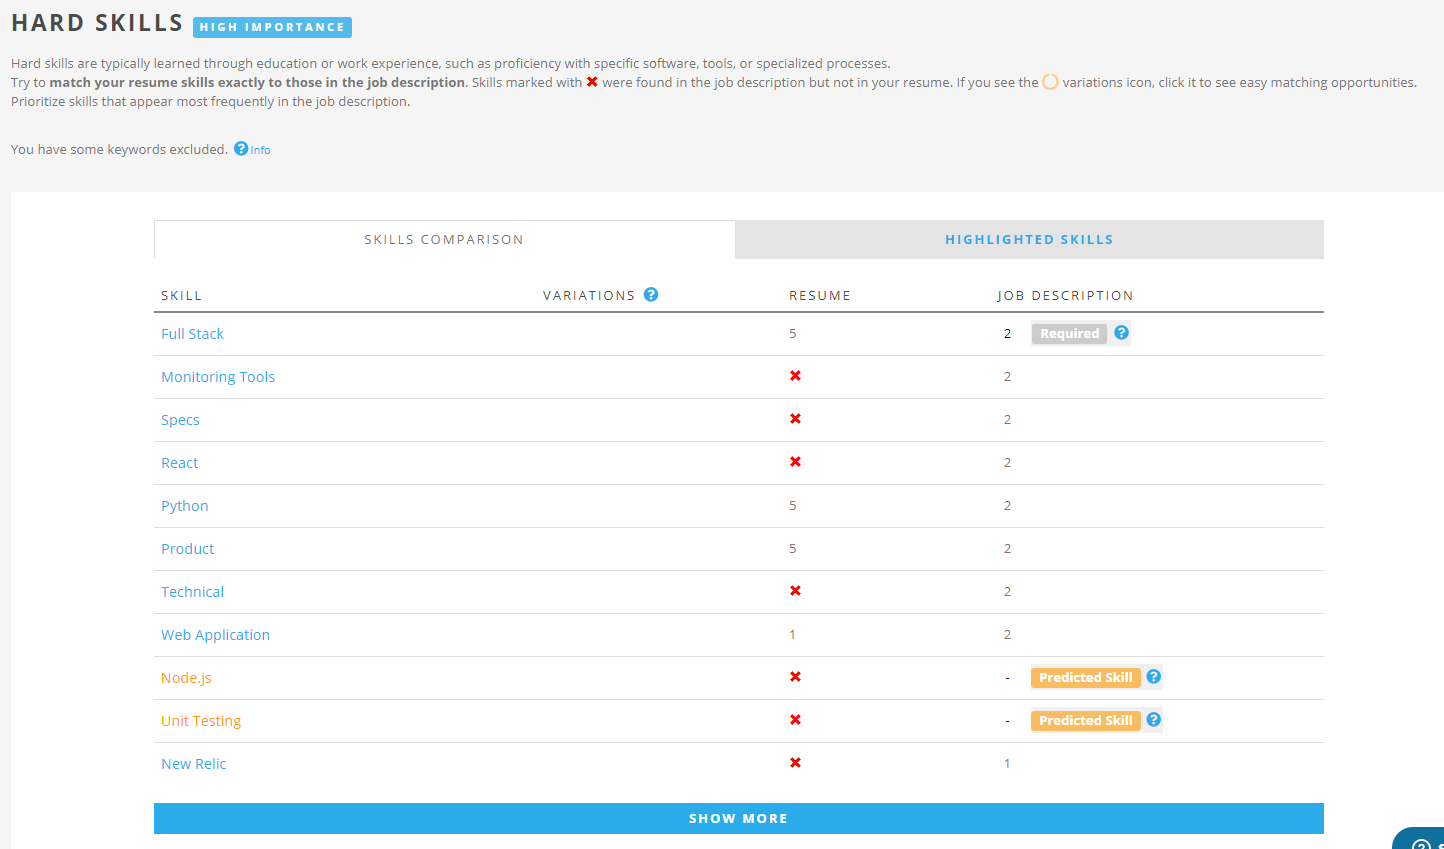 HARD SKILLS HIGH IMPORTANCE
Hard skills are typically learned through education or work experience, such as proficiency with specific software, tools, or specialized processes.
Try to match your resume skills exactly to those in the job description. Skills marked with ✖ were found in the job description but not in your resume. If you see the variations icon, click it to see easy matching opportunities.
Prioritize skills that appear most frequently in the job description.
You have some keywords excluded. ? Info
SKILLS COMPARISON HIGHLIGHTED SKILLS
SKILL VARIATIONS ? RESUME JOB DESCRIPTION
Full Stack 5 2 Required ?
Monitoring Tools ✖ 2
Specs ✖ 2
React ✖ 2
Python 5 2
Product 5 2
Technical ✖ 2
Web Application 1 2
Node.js ✖ - Predicted Skill ?
Unit Testing ✖ - Predicted Skill ?
New Relic ✖ 1
SHOW MORE
?